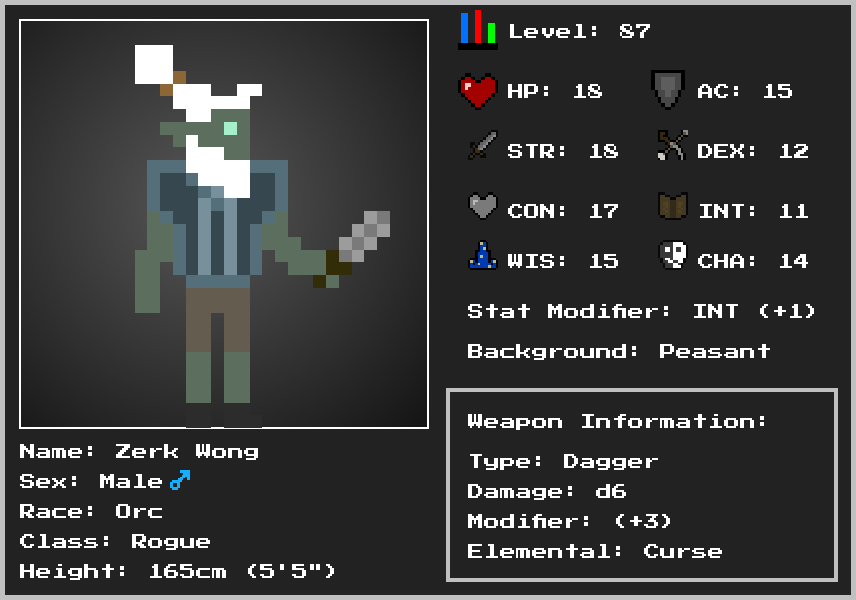 Level: 87
HP: 18
AC: 15
STR: 18
DEX: 12
CON: 17
INT: 11
WIS: 15
CHA: 14
Stat Modifier: INT (+1)
Background: Peasant
Weapon Information:
Type: Dagger
Damage: d6
Modifier: (+3)
Elemental: Curse
Name: Zerk Wong
Sex: Male♂
Race: Orc
Class: Rogue
Height: 165cm (5'5")